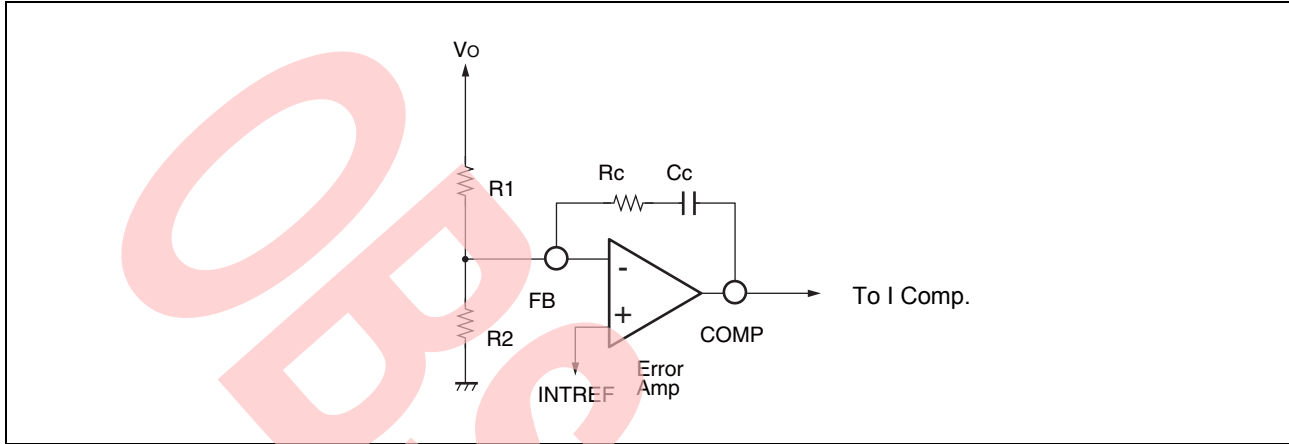 Vo
R1
Rc Cc
-
FB
+
R2
COMP
To I Comp.
Error
Amp
INTREF